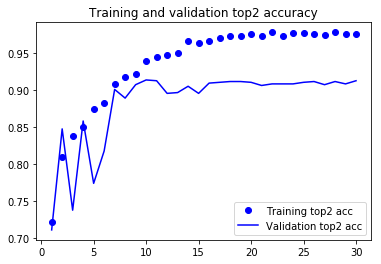 Training and validation top2 accuracy
0.95
0.90
0.85
0.80
0.75
0.70
Training top2 acc
Validation top2 acc
0 5 10 15 20 25 30